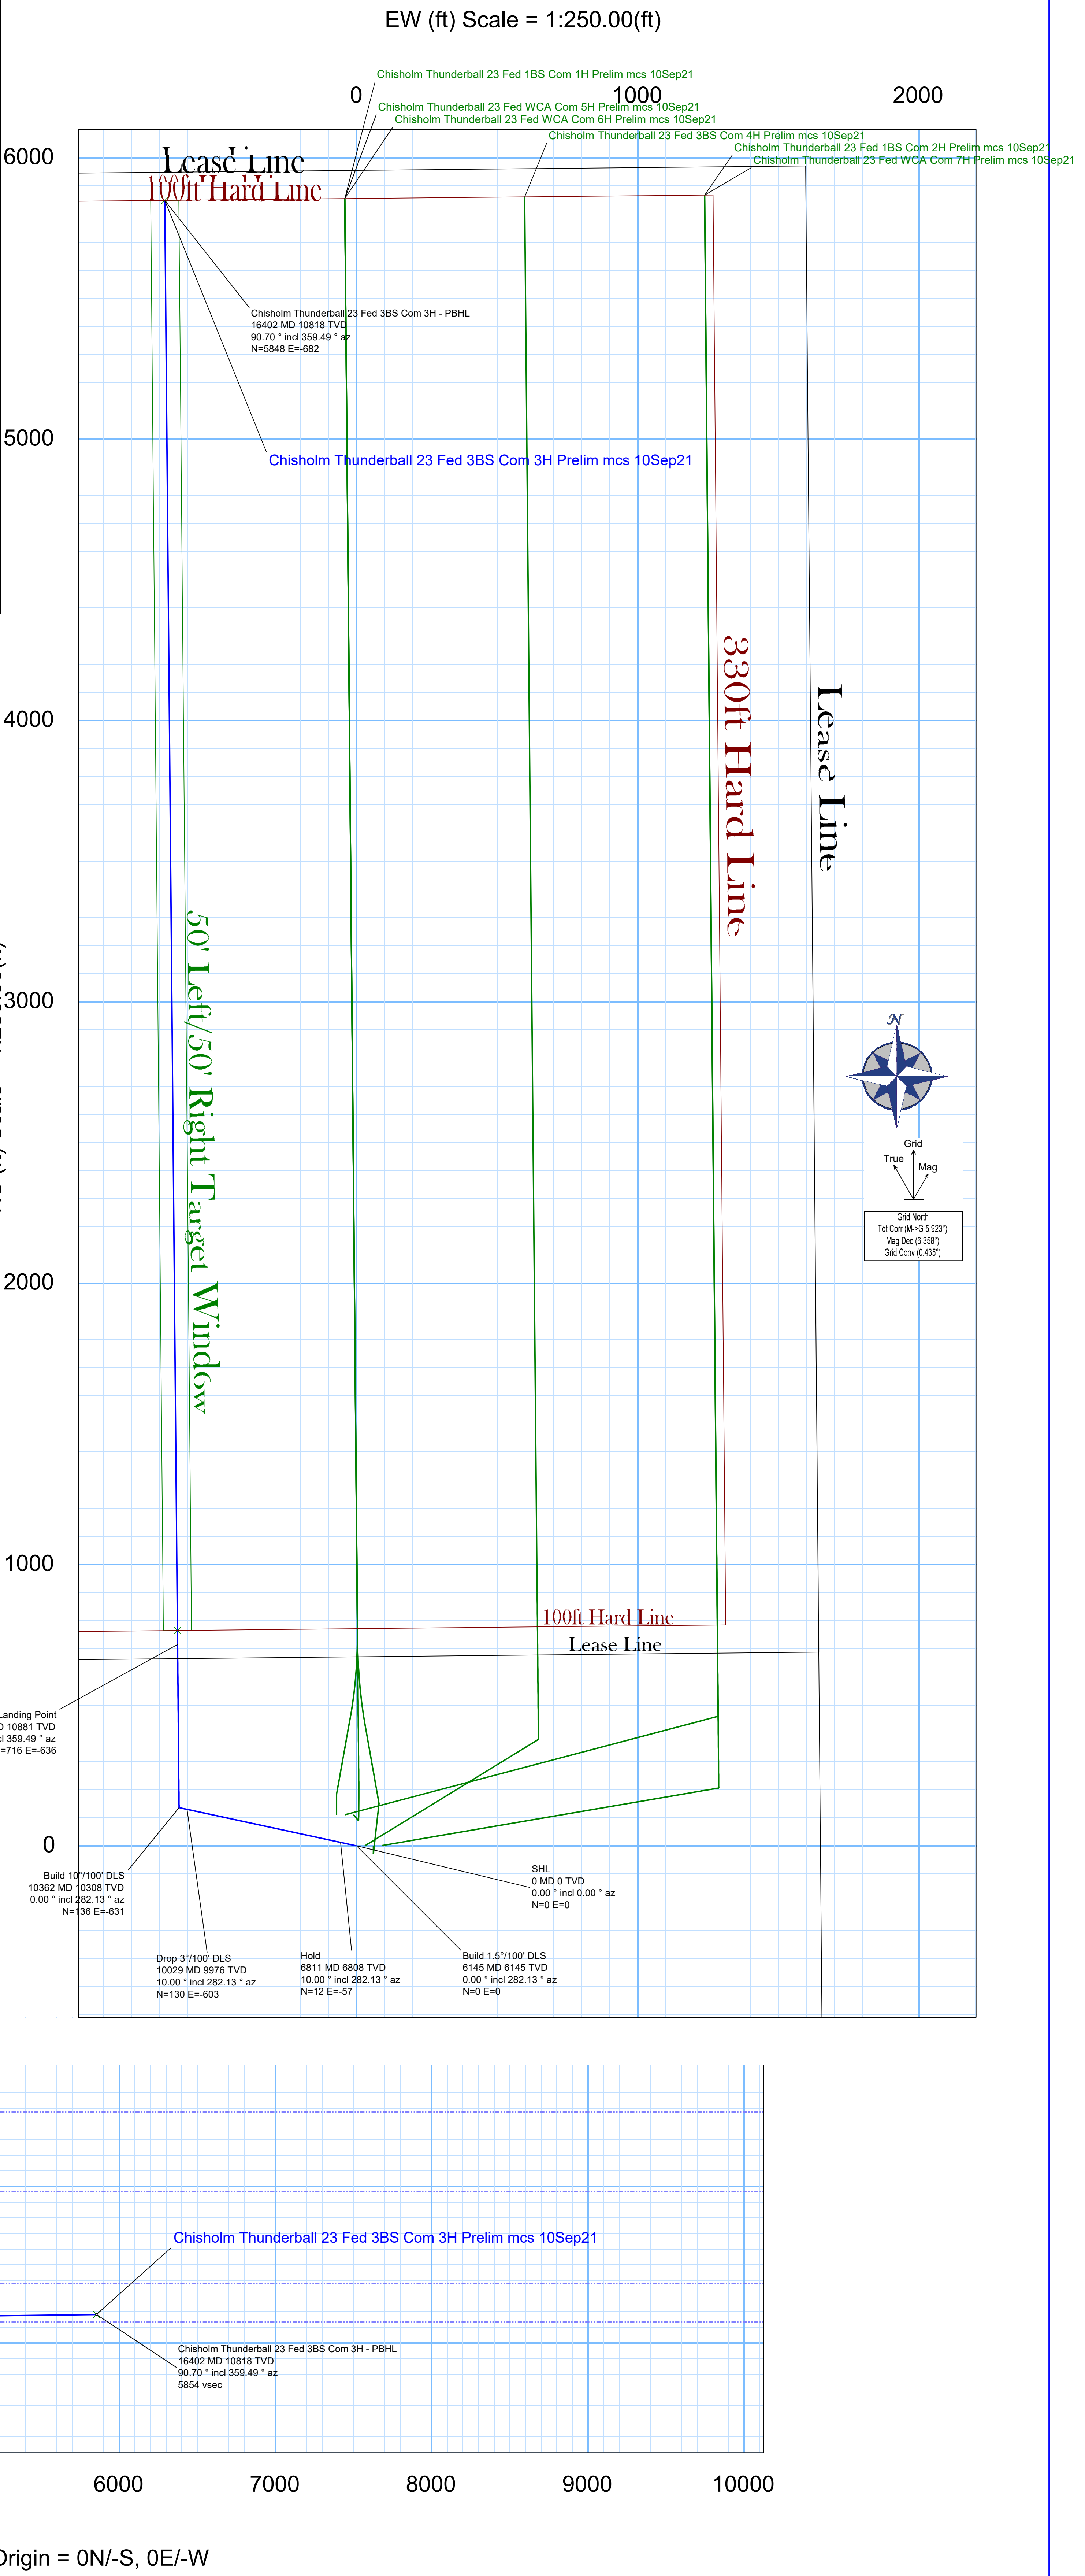 EW (ft) Scale = 1:250.00(ft)
Chisholm Thunderball 23 Fed 1BS Com 1H Prelim mcs 10Sep21
0
1000
2000
Chisholm Thunderball 23 Fed WCA Com 5H Prelim mcs 10Sep21
Chisholm Thunderball 23 Fed WCA Com 6H Prelim mcs 10Sep21
Chisholm Thunderball 23 Fed 3BS Com 4H Prelim mcs 10Sep21
Chisholm Thunderball 23 Fed 1BS Com 2H Prelim mcs 10Sep21
Chisholm Thunderball 23 Fed WCA Com 7H Prelim mcs 10Sep21
6000
Lease Line
100ft Hard Line
Chisholm Thunderball 23 Fed 3BS Com 3H - PBHL
16402 MD 10818 TVD
90.70 ° incl 359.49 ° az
N=5848 E=-682
5000
Chisholm Thunderball 23 Fed 3BS Com 3H Prelim mcs 10Sep21
330ft Hard Line
Lease Line
4000
50' Left/50' Right Target Window
3000
N
Grid
True
Mag
Grid North
Tot Corr (M->G 5.923°)
Mag Dec (6.358°)
Grid Conv (0.435°)
2000
1000
100ft Hard Line
Lease Line
Landing Point
10881 TVD
359.49 ° az
=716 E=-636
0
SHL
0 MD 0 TVD
0.00 ° incl 0.00 ° az
N=0 E=0
Build 10°/100' DLS
10362 MD 10308 TVD
0.00 ° incl 282.13 ° az
N=136 E=-631
Drop 3°/100' DLS
10029 MD 9976 TVD
10.00 ° incl 282.13 ° az
N=130 E=-603
Hold
6811 MD 6808 TVD
10.00 ° incl 282.13 ° az
N=12 E=-57
Build 1.5°/100' DLS
6145 MD 6145 TVD
0.00 ° incl 282.13 ° az
N=0 E=0
Chisholm Thunderball 23 Fed 3BS Com 3H Prelim mcs 10Sep21
Chisholm Thunderball 23 Fed 3BS Com 3H - PBHL
16402 MD 10818 TVD
90.70 ° incl 359.49 ° az
5854 vsec
6000
7000
8000
9000
10000
Origin = 0N/-S, 0E/-W